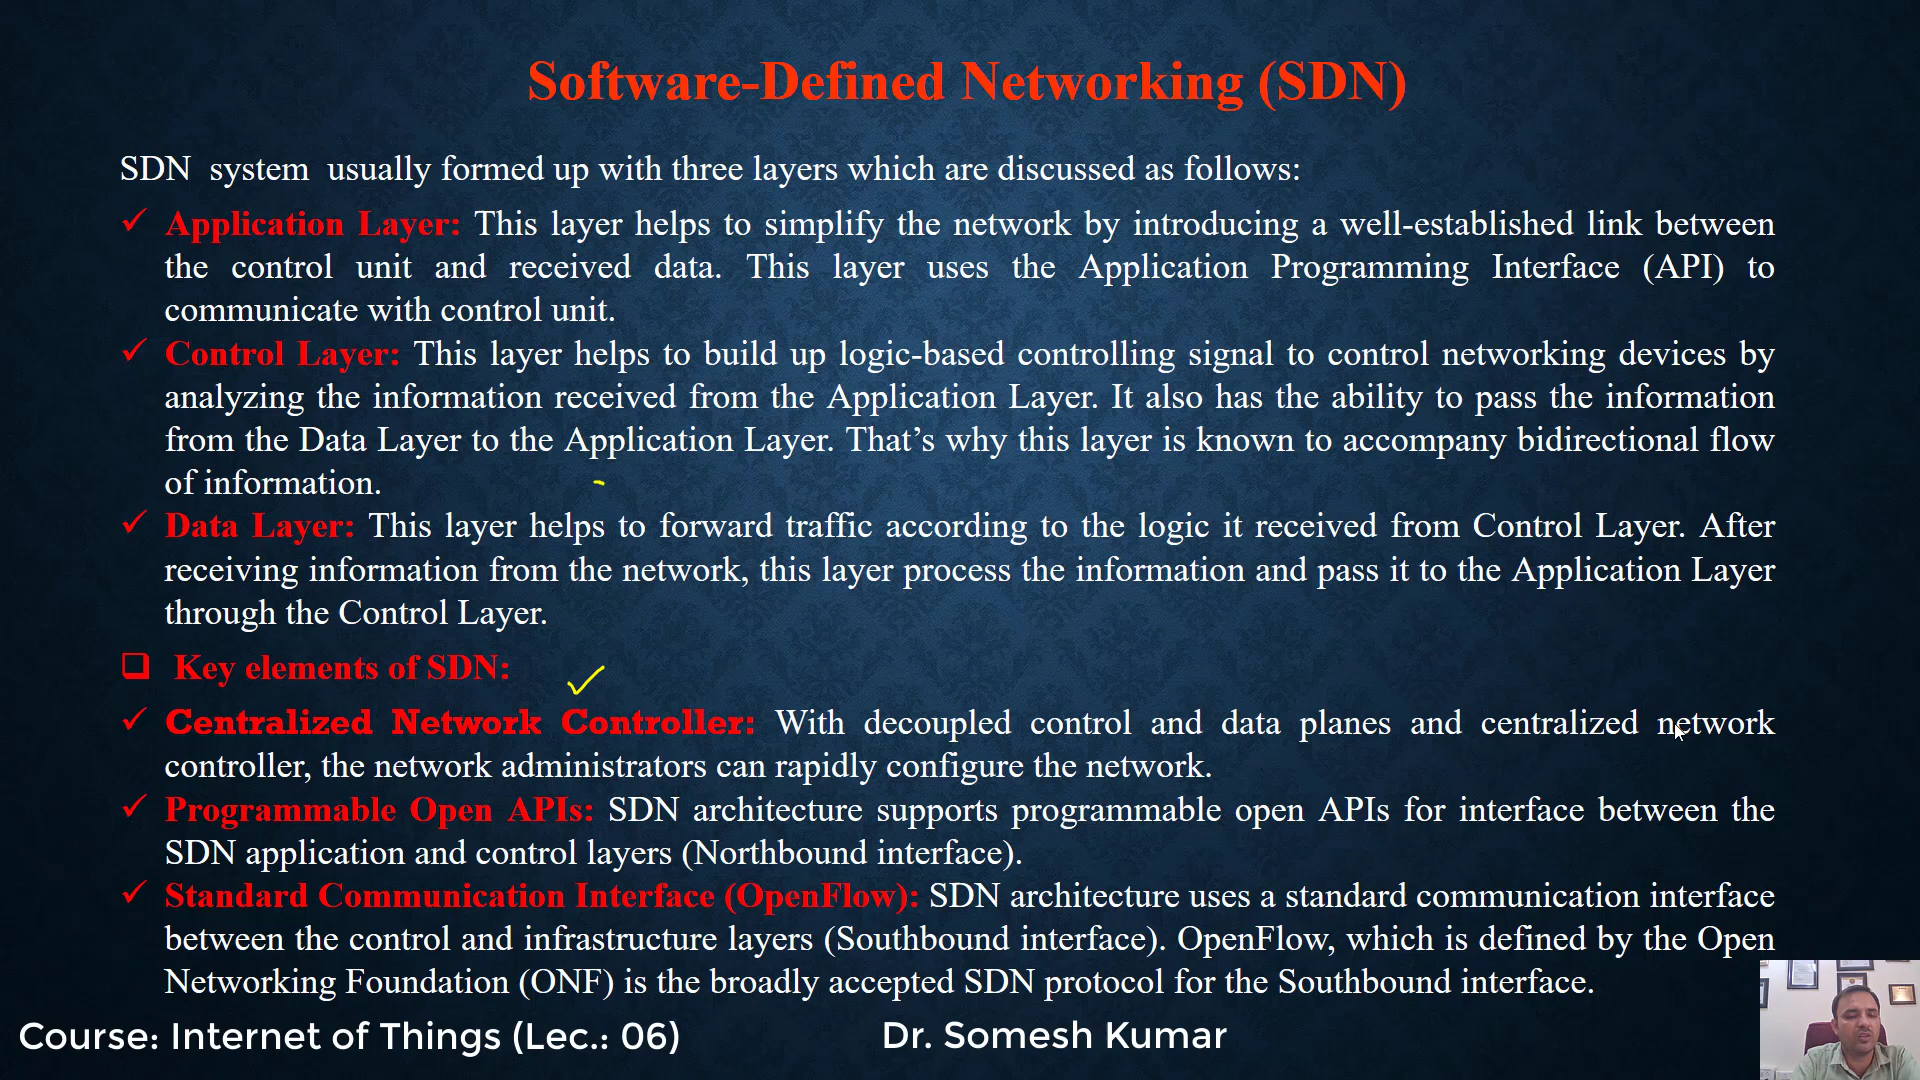 Software-Defined Networking (SDN)
SDN system usually formed up with three layers which are discussed as follows:
✓ Application Layer: This layer helps to simplify the network by introducing a well-established link between
the control unit and received data. This layer uses the Application Programming Interface (API) to
communicate with control unit.
✓ Control Layer: This layer helps to build up logic-based controlling signal to control networking devices by
analyzing the information received from the Application Layer. It also has the ability to pass the information
from the Data Layer to the Application Layer. That’s why this layer is known to accompany bidirectional flow
of information.
✓ Data Layer: This layer helps to forward traffic according to the logic it received from Control Layer. After
receiving information from the network, this layer process the information and pass it to the Application Layer
through the Control Layer.
❑ Key elements of SDN:
✓ Centralized Network Controller: With decoupled control and data planes and centralized network
controller, the network administrators can rapidly configure the network.
✓ Programmable Open APIs: SDN architecture supports programmable open APIs for interface between the
SDN application and control layers (Northbound interface).
✓ Standard Communication Interface (OpenFlow): SDN architecture uses a standard communication interface
between the control and infrastructure layers (Southbound interface). OpenFlow, which is defined by the Open
Networking Foundation (ONF) is the broadly accepted SDN protocol for the Southbound interface.
Course: Internet of Things (Lec.: 06)
Dr. Somesh Kumar